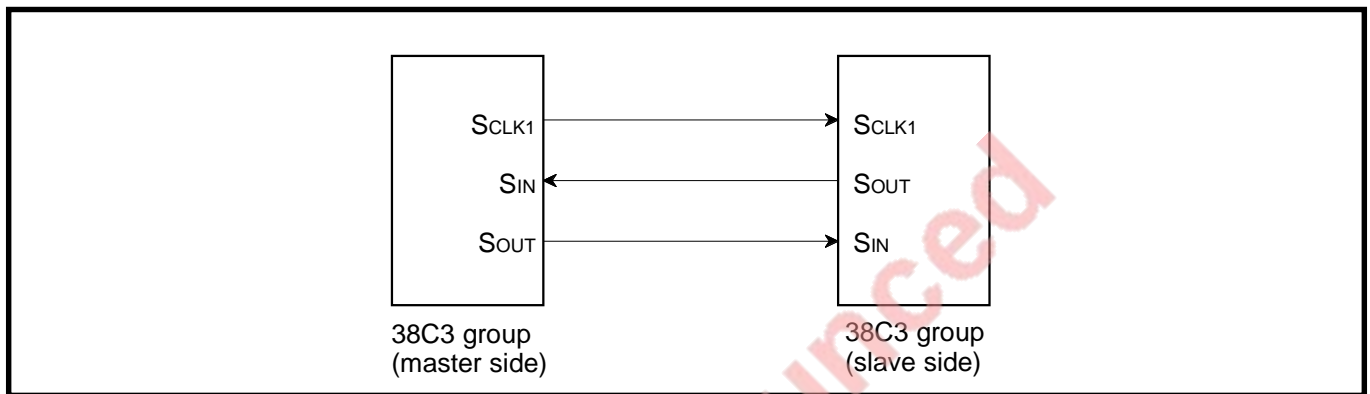 SCLK1 SCLK1
SIN SOUT
SOUT SIN
38C3 group 38C3 group
(master side) (slave side)